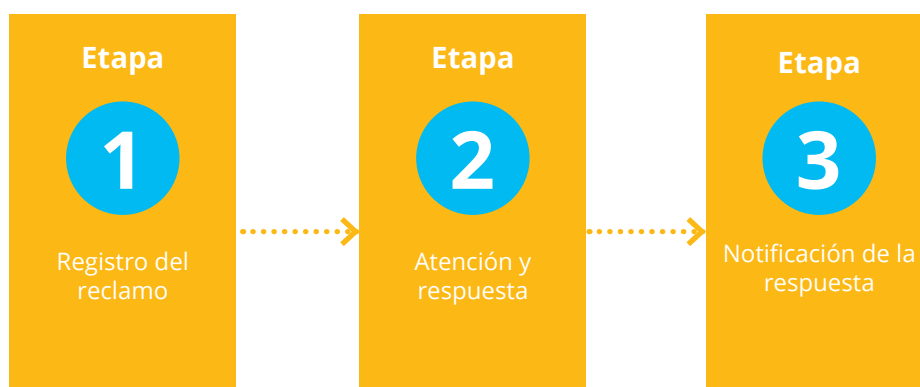 Etapa
1
Registro del
reclamo
Etapa
2
Atención y
respuesta
Etapa
3
Notificación de la
respuesta